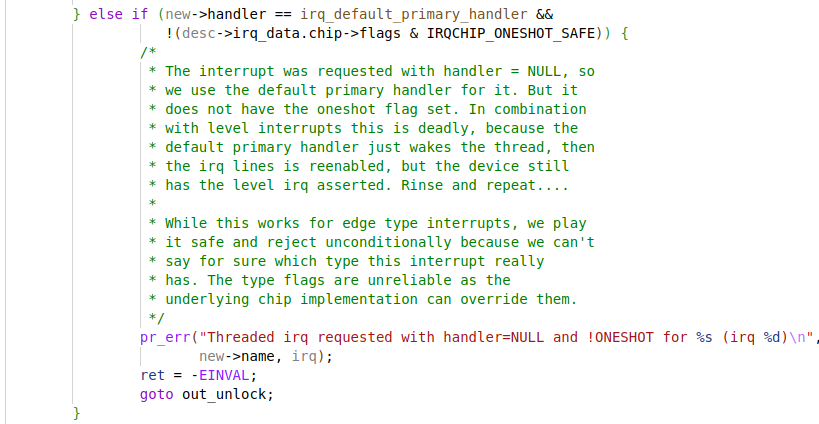 } else if (new->handler == irq_default_primary_handler &&
!(desc->irq_data.chip->flags & IRQCHIP_ONESHOT_SAFE)) {
/*
* The interrupt was requested with handler = NULL, so
* we use the default primary handler for it. But it
* does not have the oneshot flag set. In combination
* with level interrupts this is deadly, because the
* default primary handler just wakes the thread, then
* the irq lines is reenabled, but the device still
* has the level irq asserted. Rinse and repeat....
*
* While this works for edge type interrupts, we play
* it safe and reject unconditionally because we can't
* say for sure which type this interrupt really
* has. The type flags are unreliable as the
* underlying chip implementation can override them.
*/
pr_err("Threaded irq requested with handler=NULL and !ONESHOT for %s (irq %d)\n",
new->name, irq);
ret = -EINVAL;
goto out_unlock;
}